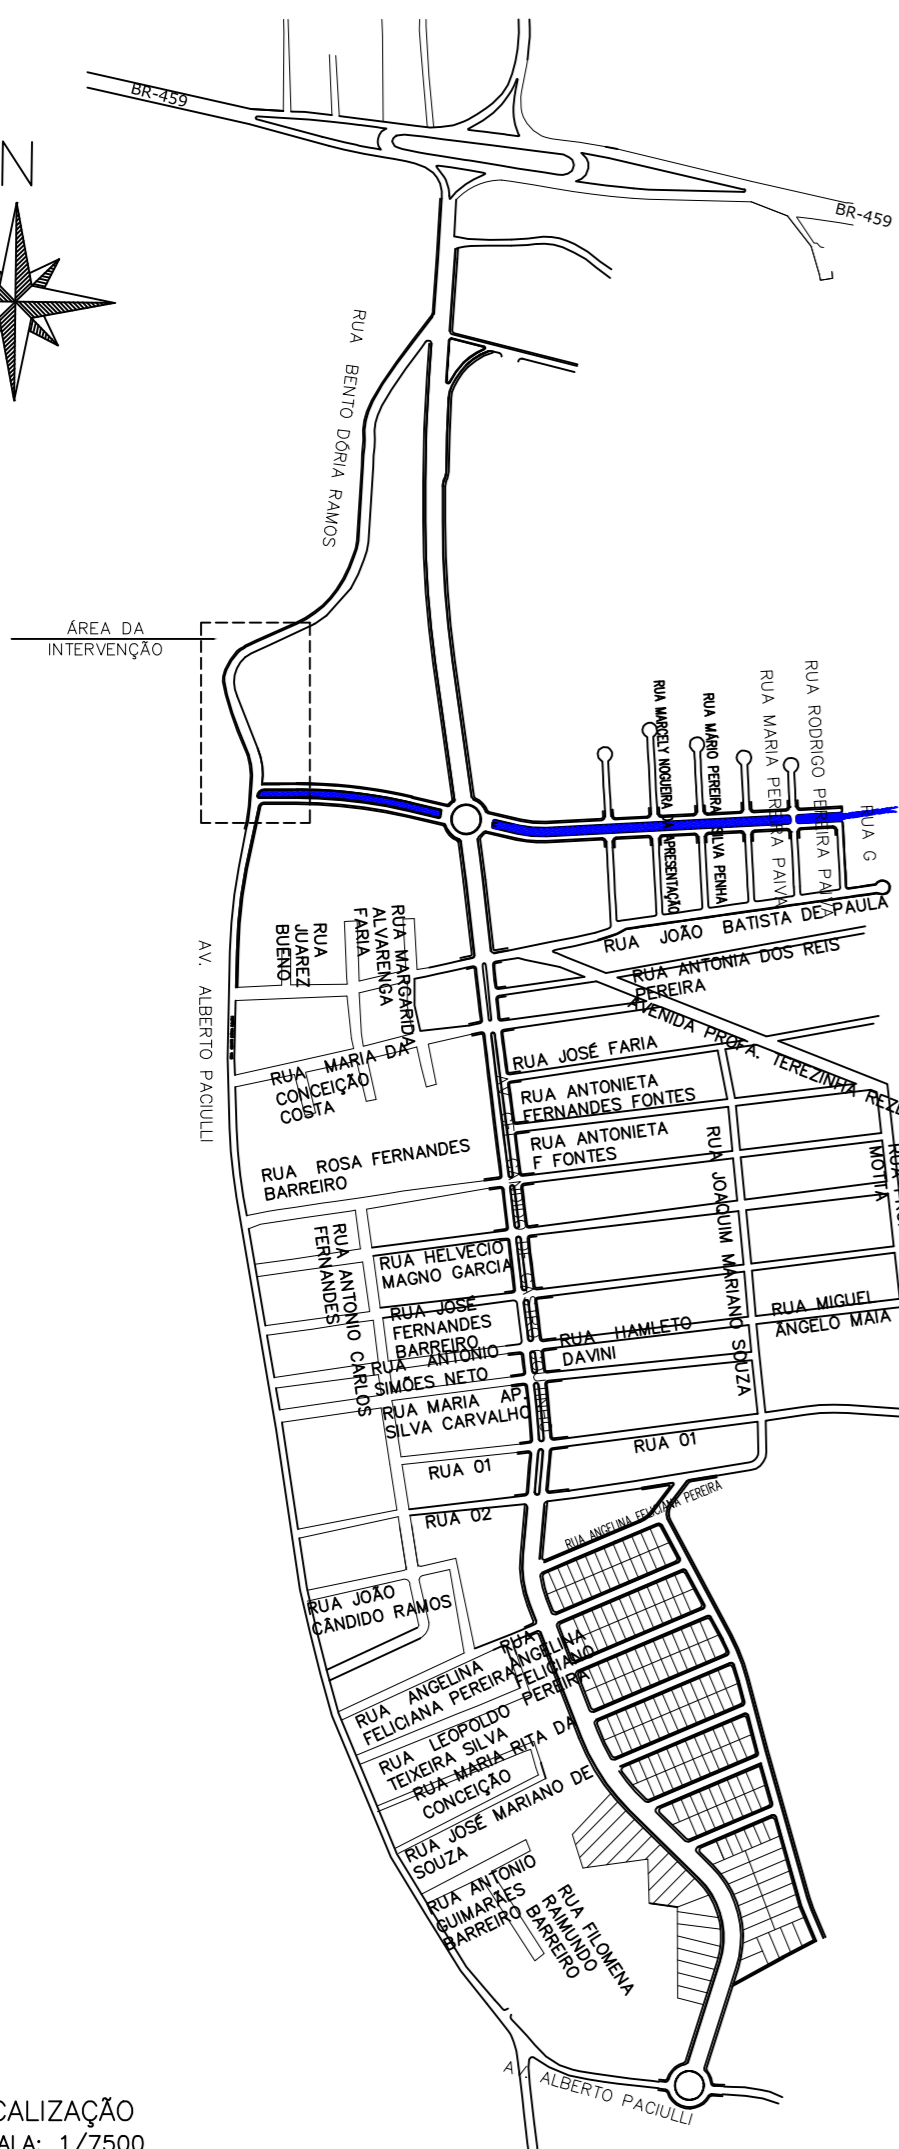 BR-459
N
BR-459
RUA BENTO DÓRIA RAMOS
ÁREA DA
INTERVENÇÃO
RUA MARCELY NOGUEIRA DA APRESENTAÇÃO
RUA MÁRIO PEREIRA SILVA PENHA
RUA MARIA PEREIRA PAIVA
RUA RODRIGO PEREIRA PAIVA
RUA G
RUA JOÃO BATISTA DE PAULA
RUA ANTONIA DOS REIS
PEREIRA
AVENIDA PROFA. TEREZINHA REZE
RUA
JUAREZ
BUENO
RUA MARGARIDA
ALVARENGA
FARIA
AV. ALBERTO PACIULLI
RUA MARIA DA
CONCEIÇÃO
COSTA
RUA JOSÉ FARIA
RUA ANTONIETA
FERNANDES FONTES
RUA ANTONIETA
F FONTES
RUA JOAQUIM MARIANO SOUZA
MOTTA
RUA ROSA FERNANDES
BARREIRO
RUA ANTONIO CARLOS
FERNANDES
RUA HELVECIO
MAGNO GARCIA
RUA JOSÉ
FERNANDES
BARREIRO
RUA ANTONIO
SIMÕES NETO
RUA MARIA AP.
SILVA CARVALHO
RUA HAMLETO
DAVINI
RUA MIGUEL
ÂNGELO MAIA
RUA 01
RUA 01
RUA 02
RUA ANGELINA FELICIANA PEREIRA
RUA JOÃO
CÂNDIDO RAMOS
RUA ANGELINA
FELICIANA PEREIRA
RUA
ANGELINA
FELICIANO
PEREIRA
RUA LEOPOLDO
TEIXEIRA SILVA
RUA MARIA RITA DA
CONCEIÇÃO
RUA JOSÉ MARIANO DE
SOUZA
RUA ANTONIO
GUIMARÃES
BARREIRO
RUA FILOMENA
RAIMUNDO
BARREIRO
AV. ALBERTO PACIULLI
CALIZAÇÃO
ALA: 1/7500